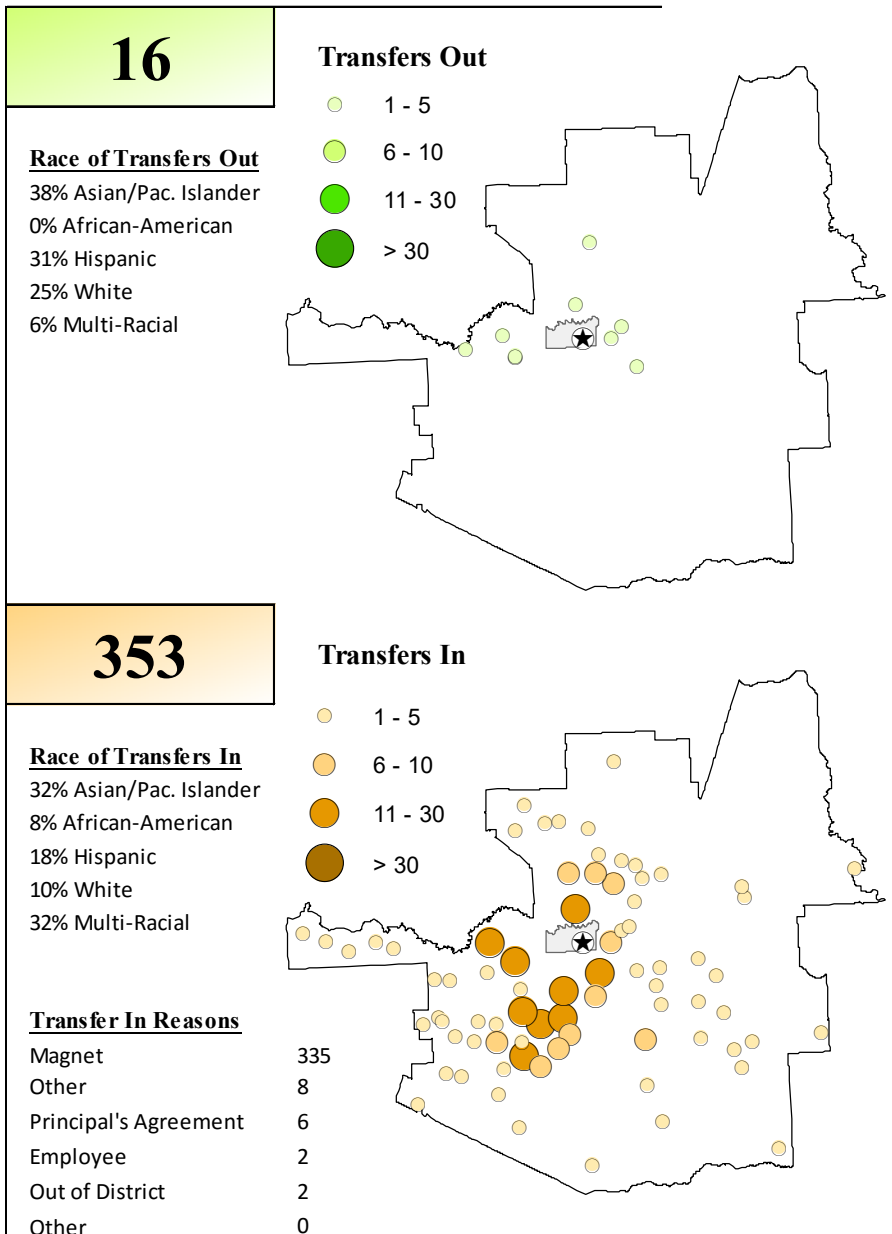 16
Transfers Out
1 - 5
6 - 10
11 - 30
> 30
Race of Transfers Out
38% Asian/Pac. Islander
0% African-American
31% Hispanic
25% White
6% Multi-Racial
353
Transfers In
1 - 5
6 - 10
11 - 30
> 30
Race of Transfers In
32% Asian/Pac. Islander
8% African-American
18% Hispanic
10% White
32% Multi-Racial
Transfer In Reasons
Magnet 335
Other 8
Principal's Agreement 6
Employee 2
Out of District 2
Other 0